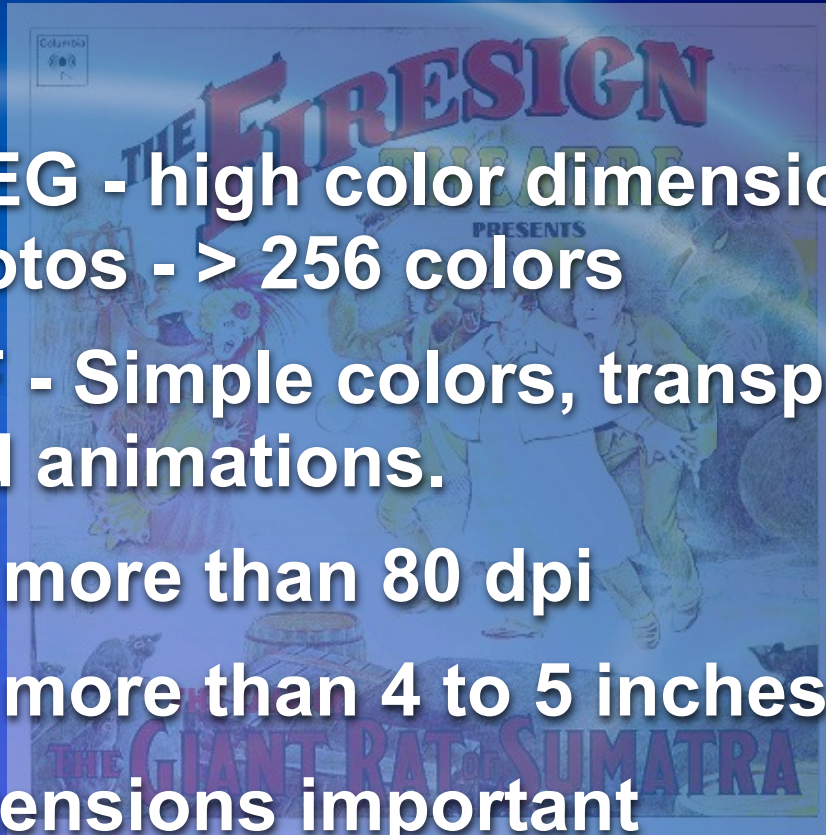 Columbia
THE FIRESIGN
THEATRE
EG - high color dimensio
PRESENTS
otos - > 256 colors
- Simple colors, transp
d animations.
more than 80 dpi
more than 4 to 5 inches
THE GIANT RAT OF SUMATRA
ensions important